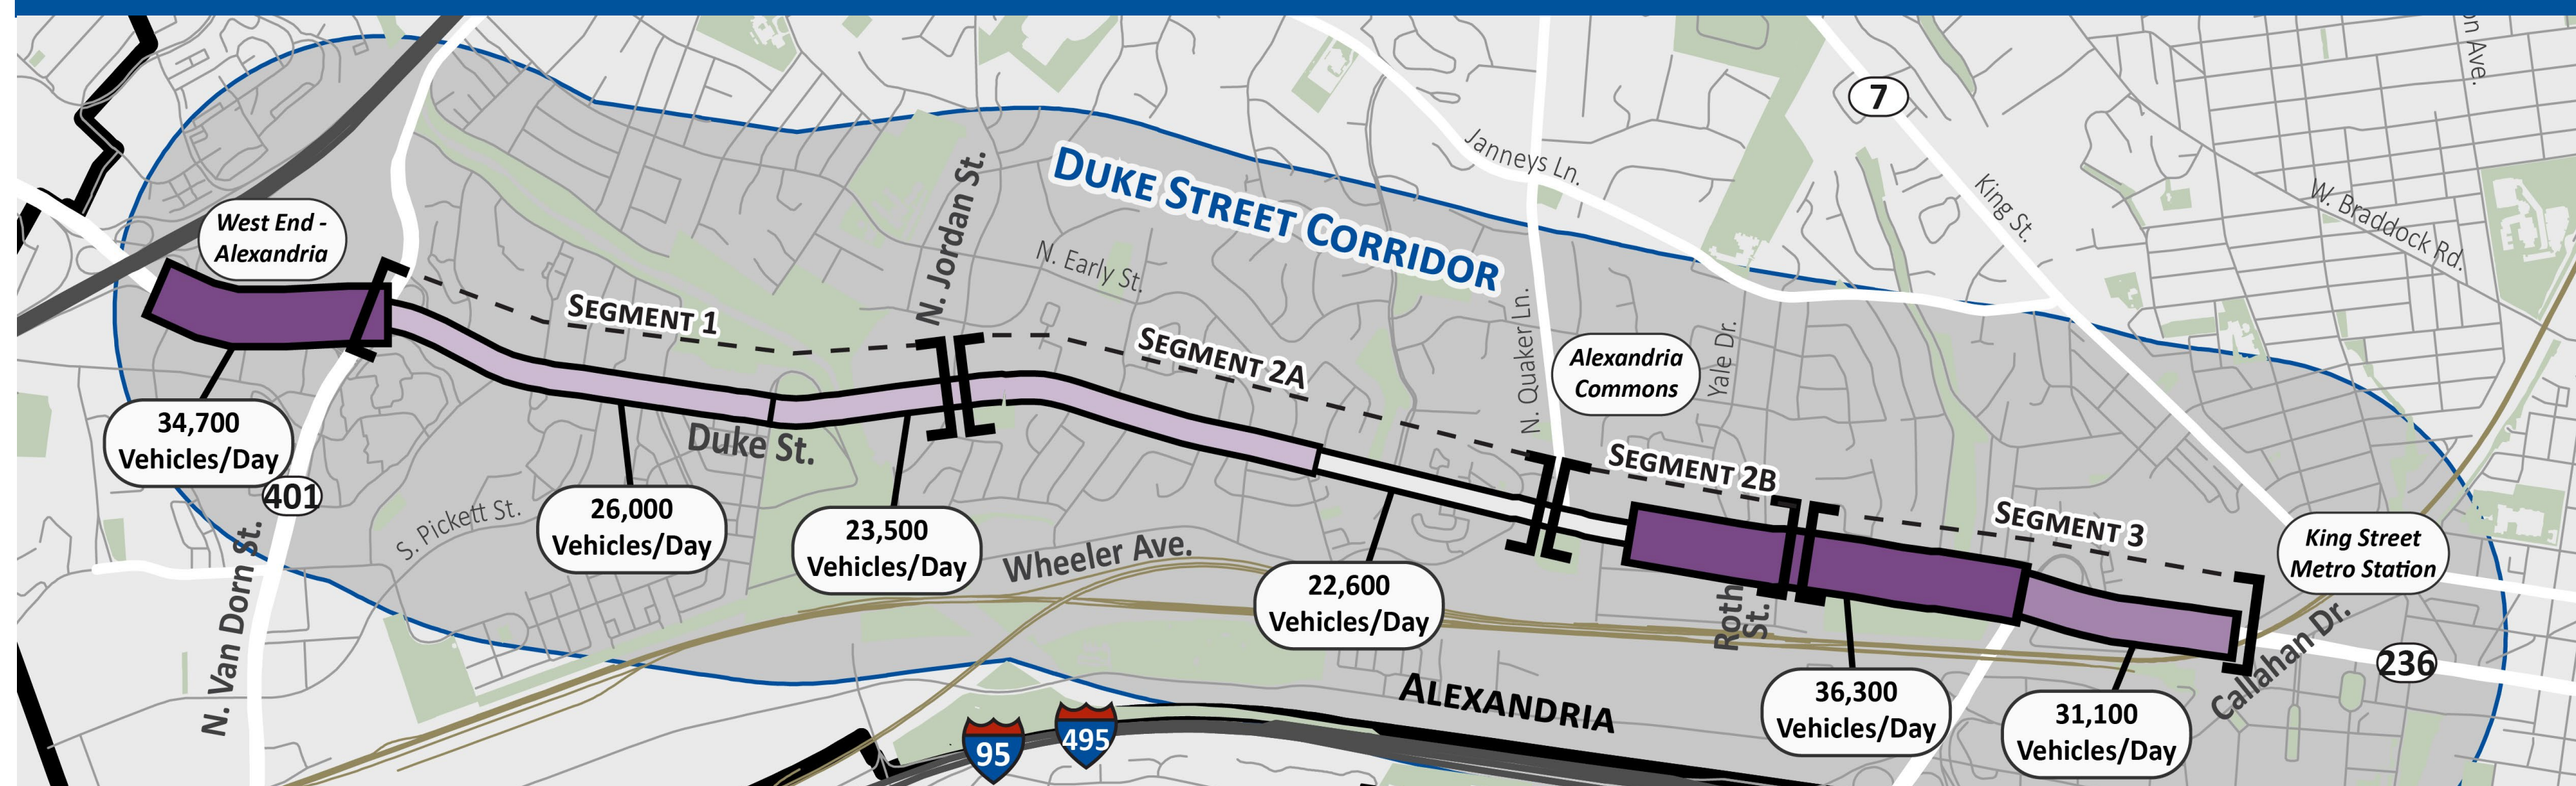 on Ave.
7
Janneys Ln.
DUKE STREET CORRIDOR
King St.
W. Braddock Rd.
West End -
Alexandria
N. Jordan St.
N. Early St.
SEGMENT 1
SEGMENT 2A
N. Quaker Ln.
Alexandria
Commons
Yale Dr.
34,700
Vehicles/Day
401
Duke St.
SEGMENT 2B
SEGMENT 3
S. Pickett St.
26,000
Vehicles/Day
23,500
Vehicles/Day
Wheeler Ave.
22,600
Vehicles/Day
King Street
Metro Station
N. Van Dorn St.
Roth
St.
Callahan Dr.
236
ALEXANDRIA
36,300
Vehicles/Day
31,100
Vehicles/Day
95
495